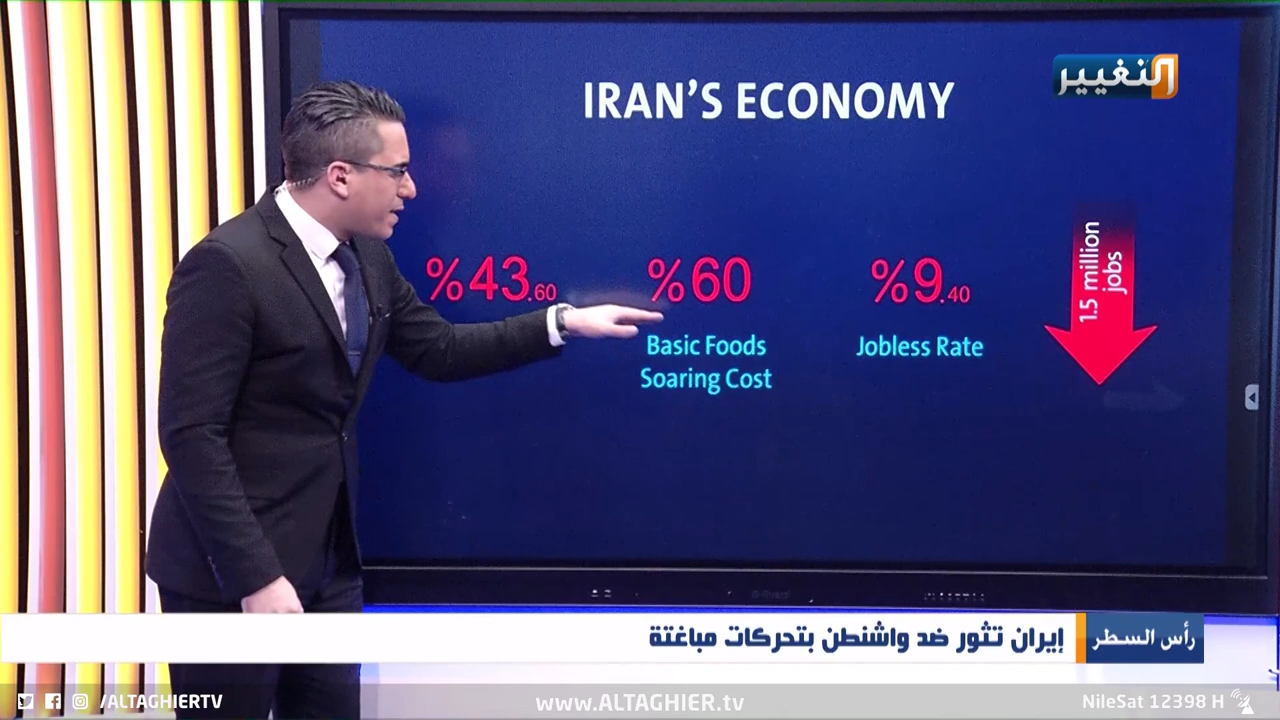 التغيير
IRAN'S ECONOMY
%43.60
%60
%9.40
1.5 million
jobs
Basic Foods
Soaring Cost
Jobless Rate
رأس السطر
إيران تثور ضد واشنطن بتحركات مباغتة
/ALTAGHIERTV
www.ALTAGHIER.tv
NileSat 12398 H